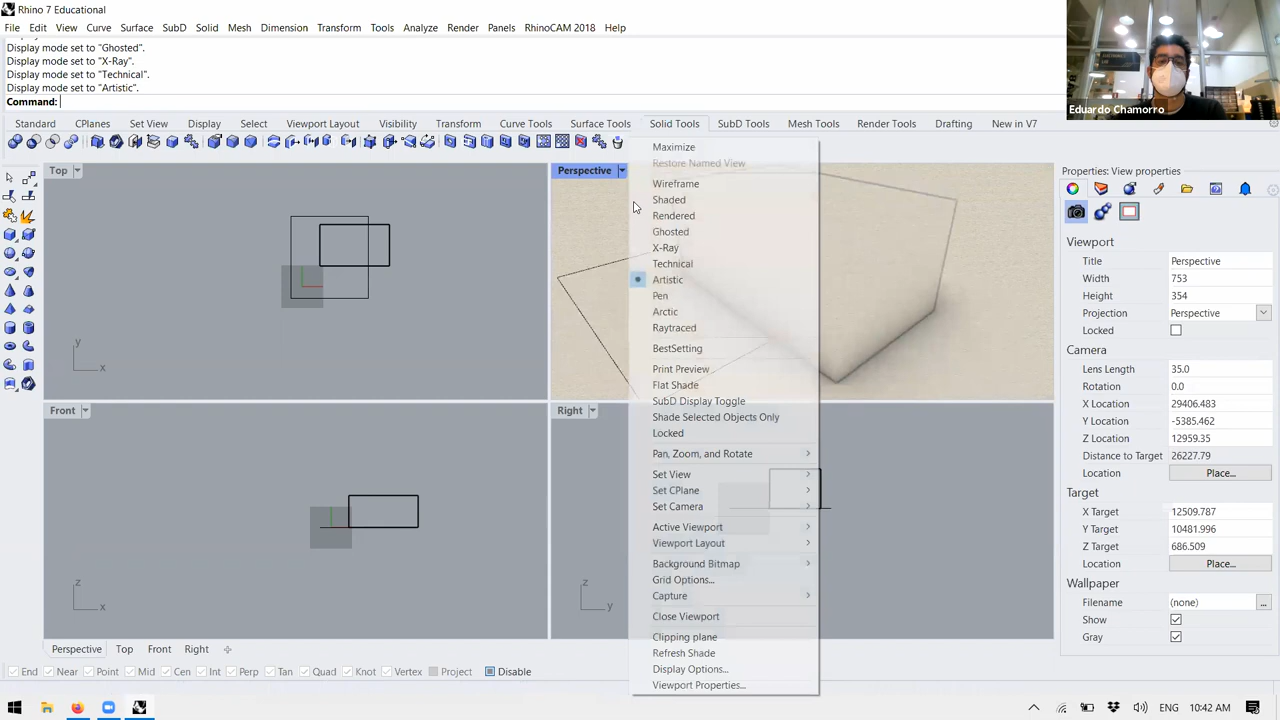 Rhino 7 Educational
File Edit View Curve Surface SubD Solid Mesh Dimension Transform Tools Analyze Render Panels RhinoCAM 2018 Help
Display mode set to "Ghosted".
Display mode set to "X-Ray".
Display mode set to "Technical".
Display mode set to "Artistic".
Command:
Eduardo Chamorro
Standard CPlanes Set View Display Select Viewport Layout Surface Tools Solid Tools SubD Tools Mesh Tools Render Tools Drafting New in V7
Top
Perspective
Front
Right
y
x
z
x
z
y
Maximize
Restore Named View
Wireframe
Shaded
Rendered
Ghosted
X-Ray
Technical
Artistic
Pen
Arctic
Raytraced
BestSetting
Print Preview
Flat Shade
SubD Display Toggle
Shade Selected Objects Only
Locked
Pan, Zoom, and Rotate
Set View
Set CPlane
Set Camera
Active Viewport
Viewport Layout
Background Bitmap
Grid Options...
Capture
Close Viewport
Clipping plane
Refresh Shade
Display Options...
Viewport Properties...
Properties: View properties
Viewport
Title Perspective
Width 753
Height 354
Projection Perspective
Locked
Camera
Lens Length 35.0
Rotation 0.0
X Location 29406.483
Y Location -5385.462
Z Location 12959.35
Distance to Target 26227.79
Location Place...
Target
X Target 12509.787
Y Target 10481.996
Z Target 686.509
Location Place...
Wallpaper
Filename (none) ...
Show
Gray
Perspective Top Front Right
End Near Point Mid Cen Int Perp Tan Quad Knot Vertex Project Disable
ENG 10:42 AM